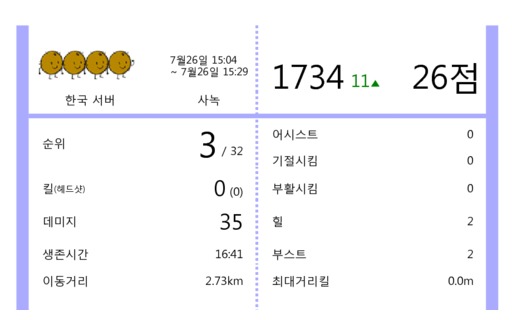 7월26일 15:04
~ 7월26일 15:29
한국 서버 사녹
1734 11▲ 26점
순위 3 / 32
킬(헤드샷) 0 (0)
데미지 35
생존시간 16:41
이동거리 2.73km
어시스트 0
기절시킴 0
부활시킴 0
힐 2
부스트 2
최대거리킬 0.0m